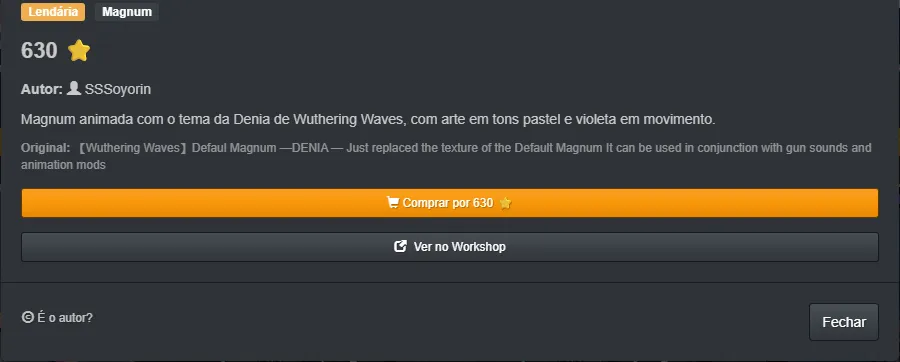 Lendária Magnum
630
Autor: SSSoyorin
Magnum animada com o tema da Denia de Wuthering Waves, com arte em tons pastel e violeta em movimento.
Original: 【Wuthering Waves】Defaul Magnum —DENIA — Just replaced the texture of the Default Magnum It can be used in conjunction with gun sounds and
animation mods
Comprar por 630
Ver no Workshop
É o autor?
Fechar